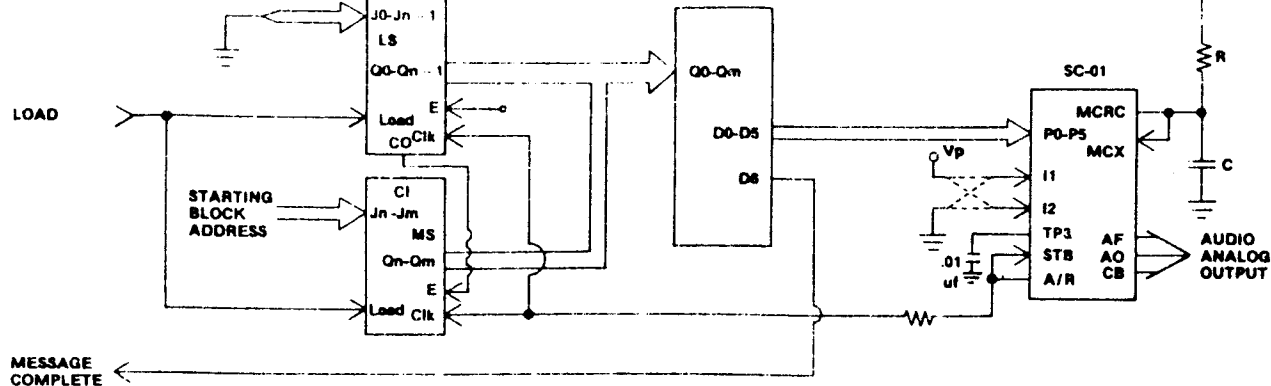 J0-Jn - 1
LS
Q0-Qn - 1
E
LOAD
Load
CO Clk
Q0-Qm
D0-D5
D6
SC-01
R
MCRC
P0-P5
MCX
C
Vp
I1
I2
TP3
.01
uf
STB
A/R
AF
AO
CB
AUDIO
ANALOG
OUTPUT
STARTING
BLOCK
ADDRESS
CI
Jn-Jm
MS
Qn-Qm
E
Load Clk
MESSAGE
COMPLETE